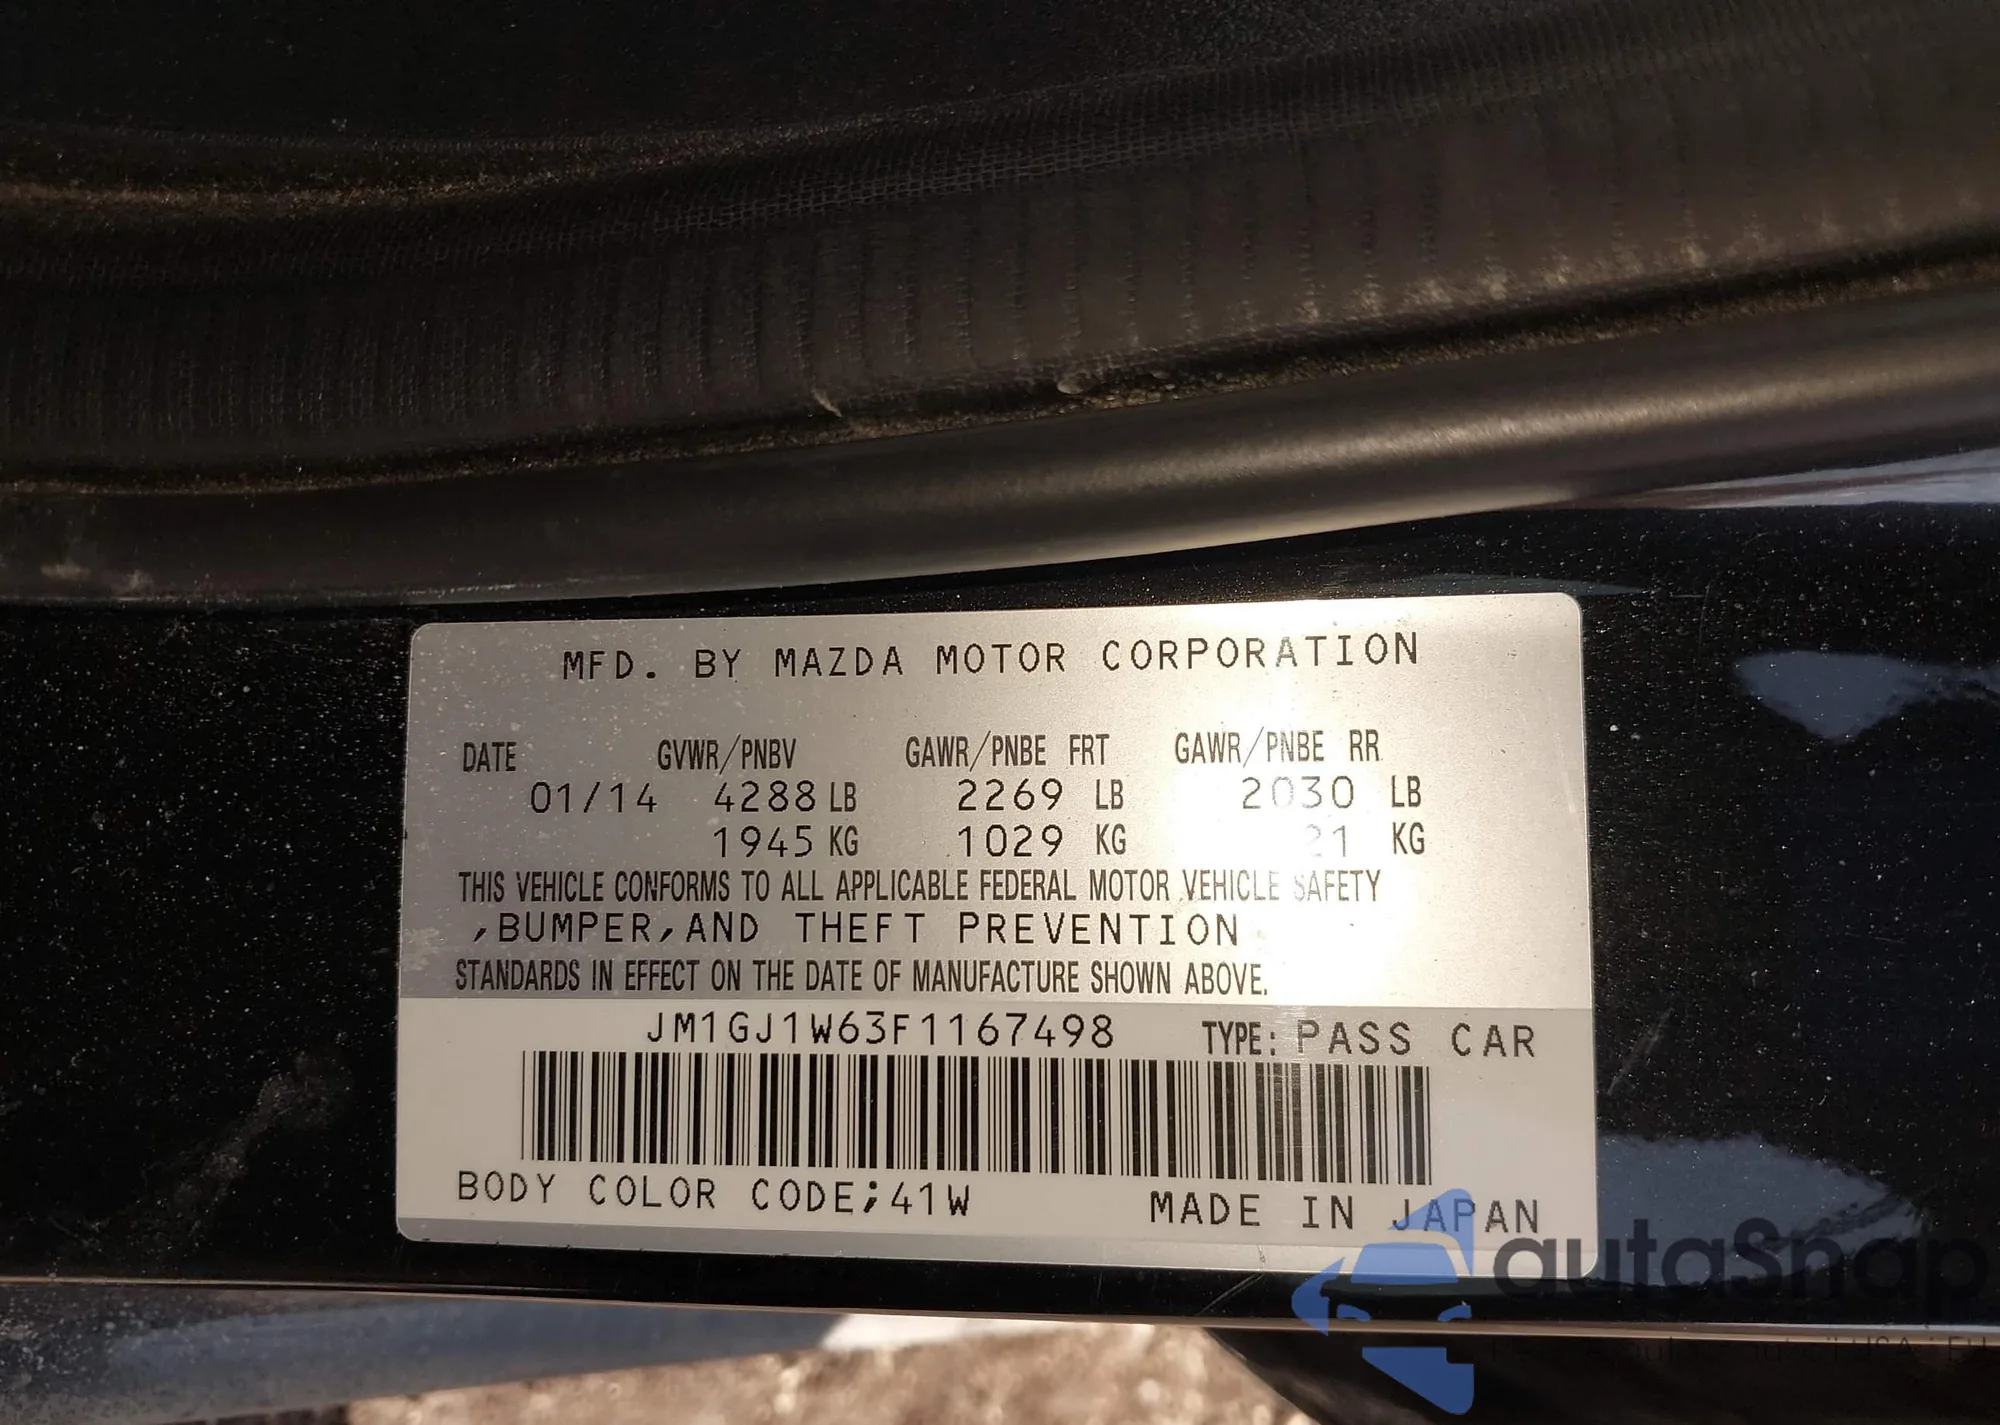 MFD. BY MAZDA MOTOR CORPORATION
DATE GVWR/PNBV GAWR/PNBE FRT GAWR/PNBE RR
01/14 4288 LB 2269 LB 2030 LB
1945 KG 1029 KG KG
THIS VEHICLE CONFORMS TO ALL APPLICABLE FEDERAL MOTOR VEHICLE SAFETY
,BUMPER,AND THEFT PREVENTION
STANDARDS IN EFFECT ON THE DATE OF MANUFACTURE SHOWN ABOVE.
JM1GJ1W63F1167498 TYPE: PASS CAR
BODY COLOR CODE;41W MADE IN JAPAN
autaSnap